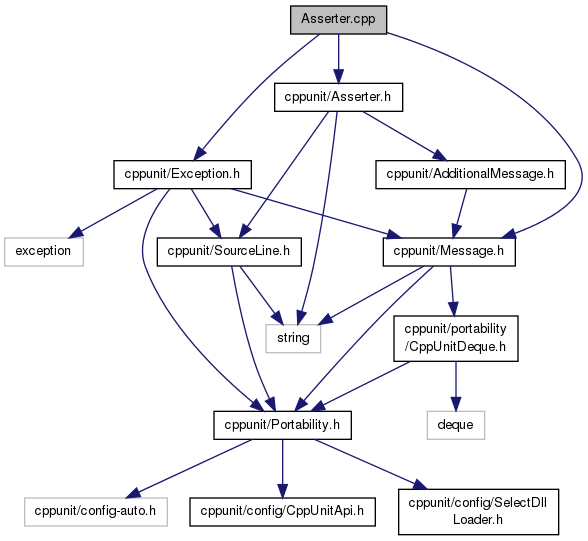 Asserter.cpp
cppunit/Asserter.h
cppunit/Exception.h
cppunit/AdditionalMessage.h
exception
cppunit/SourceLine.h
cppunit/Message.h
string
cppunit/portability
/CppUnitDeque.h
cppunit/Portability.h
deque
cppunit/config-auto.h
cppunit/config/CppUnitApi.h
cppunit/config/SelectDll
Loader.h